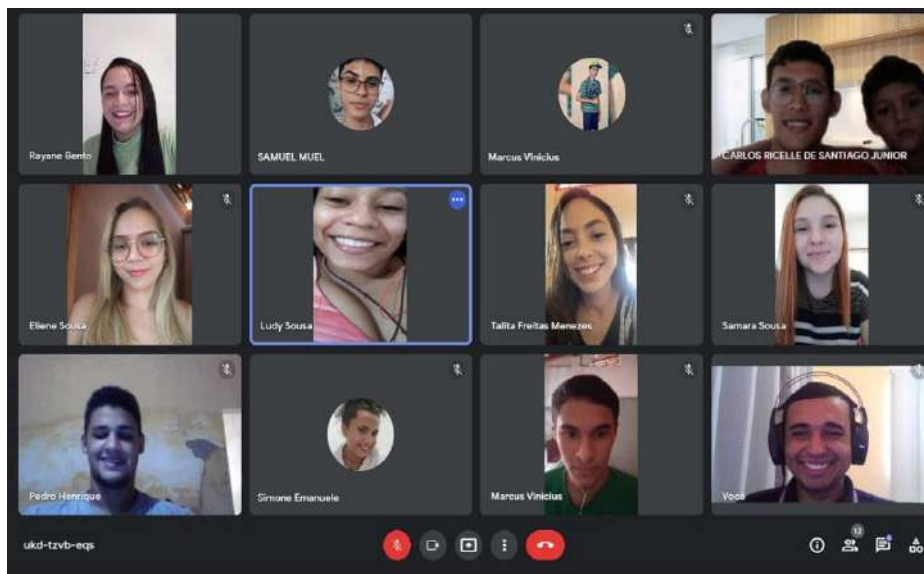 Rayane Bento
SAMUEL MUEL
Marcus Vinicius
CARLOS RICELLE DE SANTIAGO JUNIOR
Eliene Sousa
Ludy Sousa
Talita Freitas Menezes
Samara Sousa
Pedro Henrique
Simone Emanuele
Marcus Vinicius
Você
ukd-tzvb-eqs
12